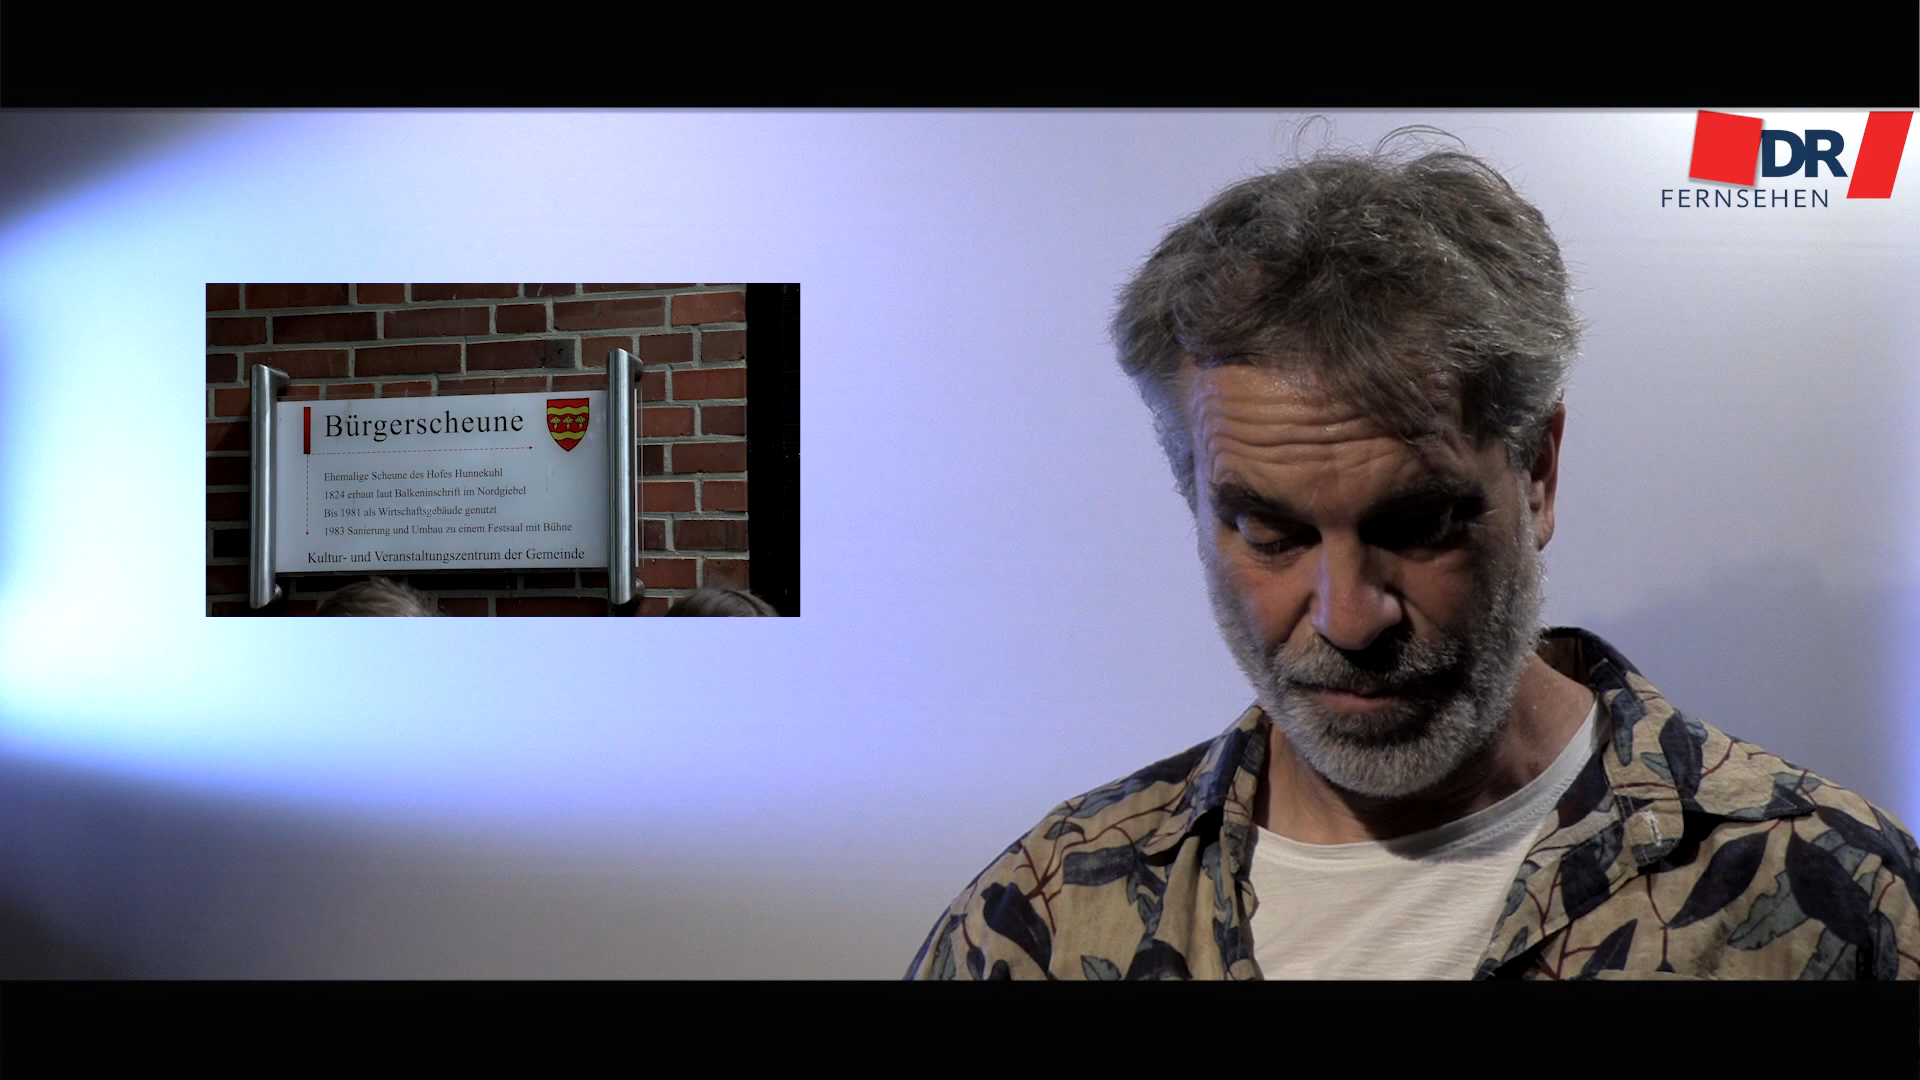 DR
FERNSEHEN
Bürgerscheune
Ehemalige Scheune des Hofes Hunnekuhl
1824 erbaut laut Balkeninschrift im Nordgiebel
Bis 1981 als Wirtschaftsgebäude genutzt
1983 Sanierung und Umbau zu einem Festsaal mit Bühne
Kultur- und Veranstaltungszentrum der Gemeinde